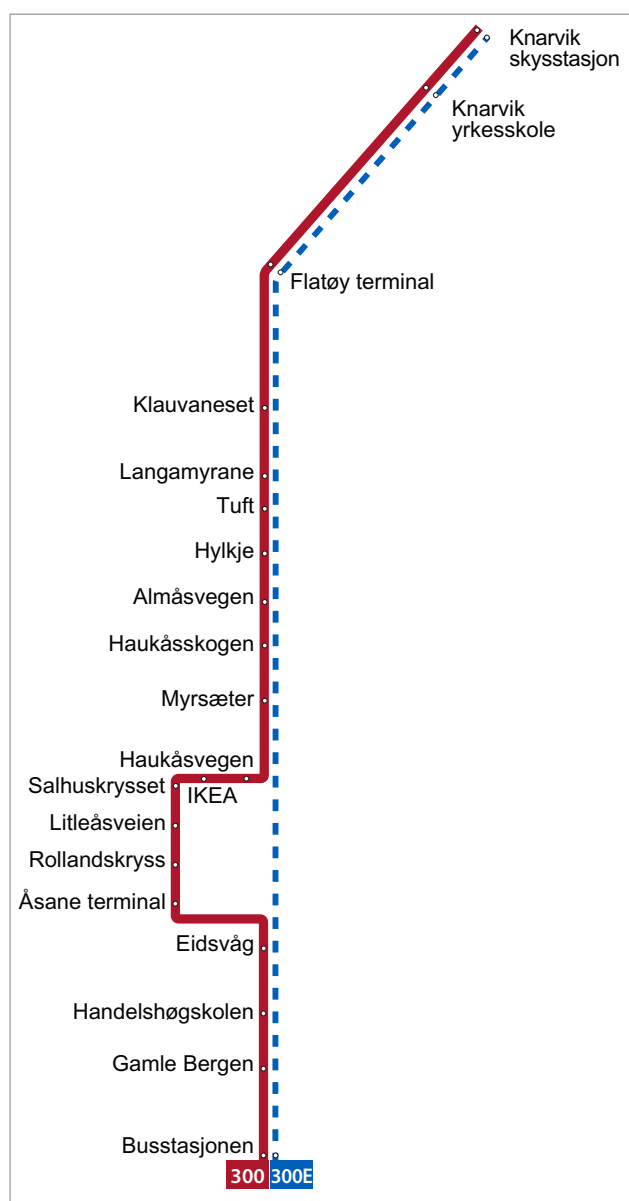 Knarvik
skysstasjon
Knarvik
yrkesskole
Flatøy terminal
Klauvaneset
Langamyrane
Tuft
Hylkje
Almåsvegen
Haukåsskogen
Myrsæter
Haukåsvegen
Salhuskrysset
IKEA
Litleåsveien
Rollandskryss
Åsane terminal
Eidsvåg
Handelshøgskolen
Gamle Bergen
Busstasjonen
300 300E